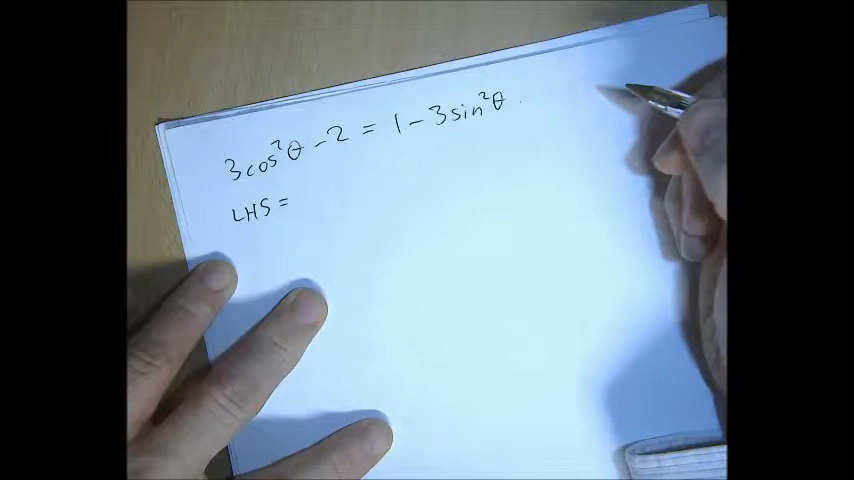 3cos²θ - 2 = 1 - 3sin²θ.
LHS =